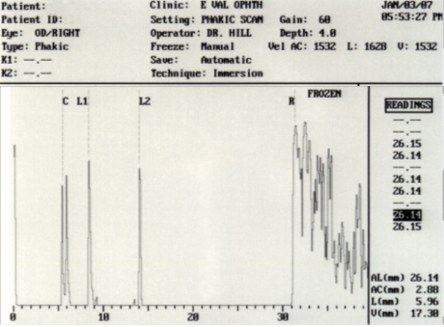 Patient: Clinic: E VAL OPHTH JAN/03/07
Patient ID: Setting: PHAKIC SCAN Gain: 60 05:53:27 PM
Eye: OD/RIGHT Operator: DR. HILL Depth: 4.0
Type: Phakic Freeze: Manual Vel AC: 1532 L: 1628 V: 1532
K1: --.-- Save: Automatic
K2: --.-- Technique: Immersion
FROZEN
C L1 L2 R
READINGS
--.--
--.--
26.15
26.14
--.--
26.14
26.14
--.--
26.14
26.15
AL(mm) 26.14
AC(mm) 2.88
L(mm) 5.96
V(mm) 17.30
0 10 20 30